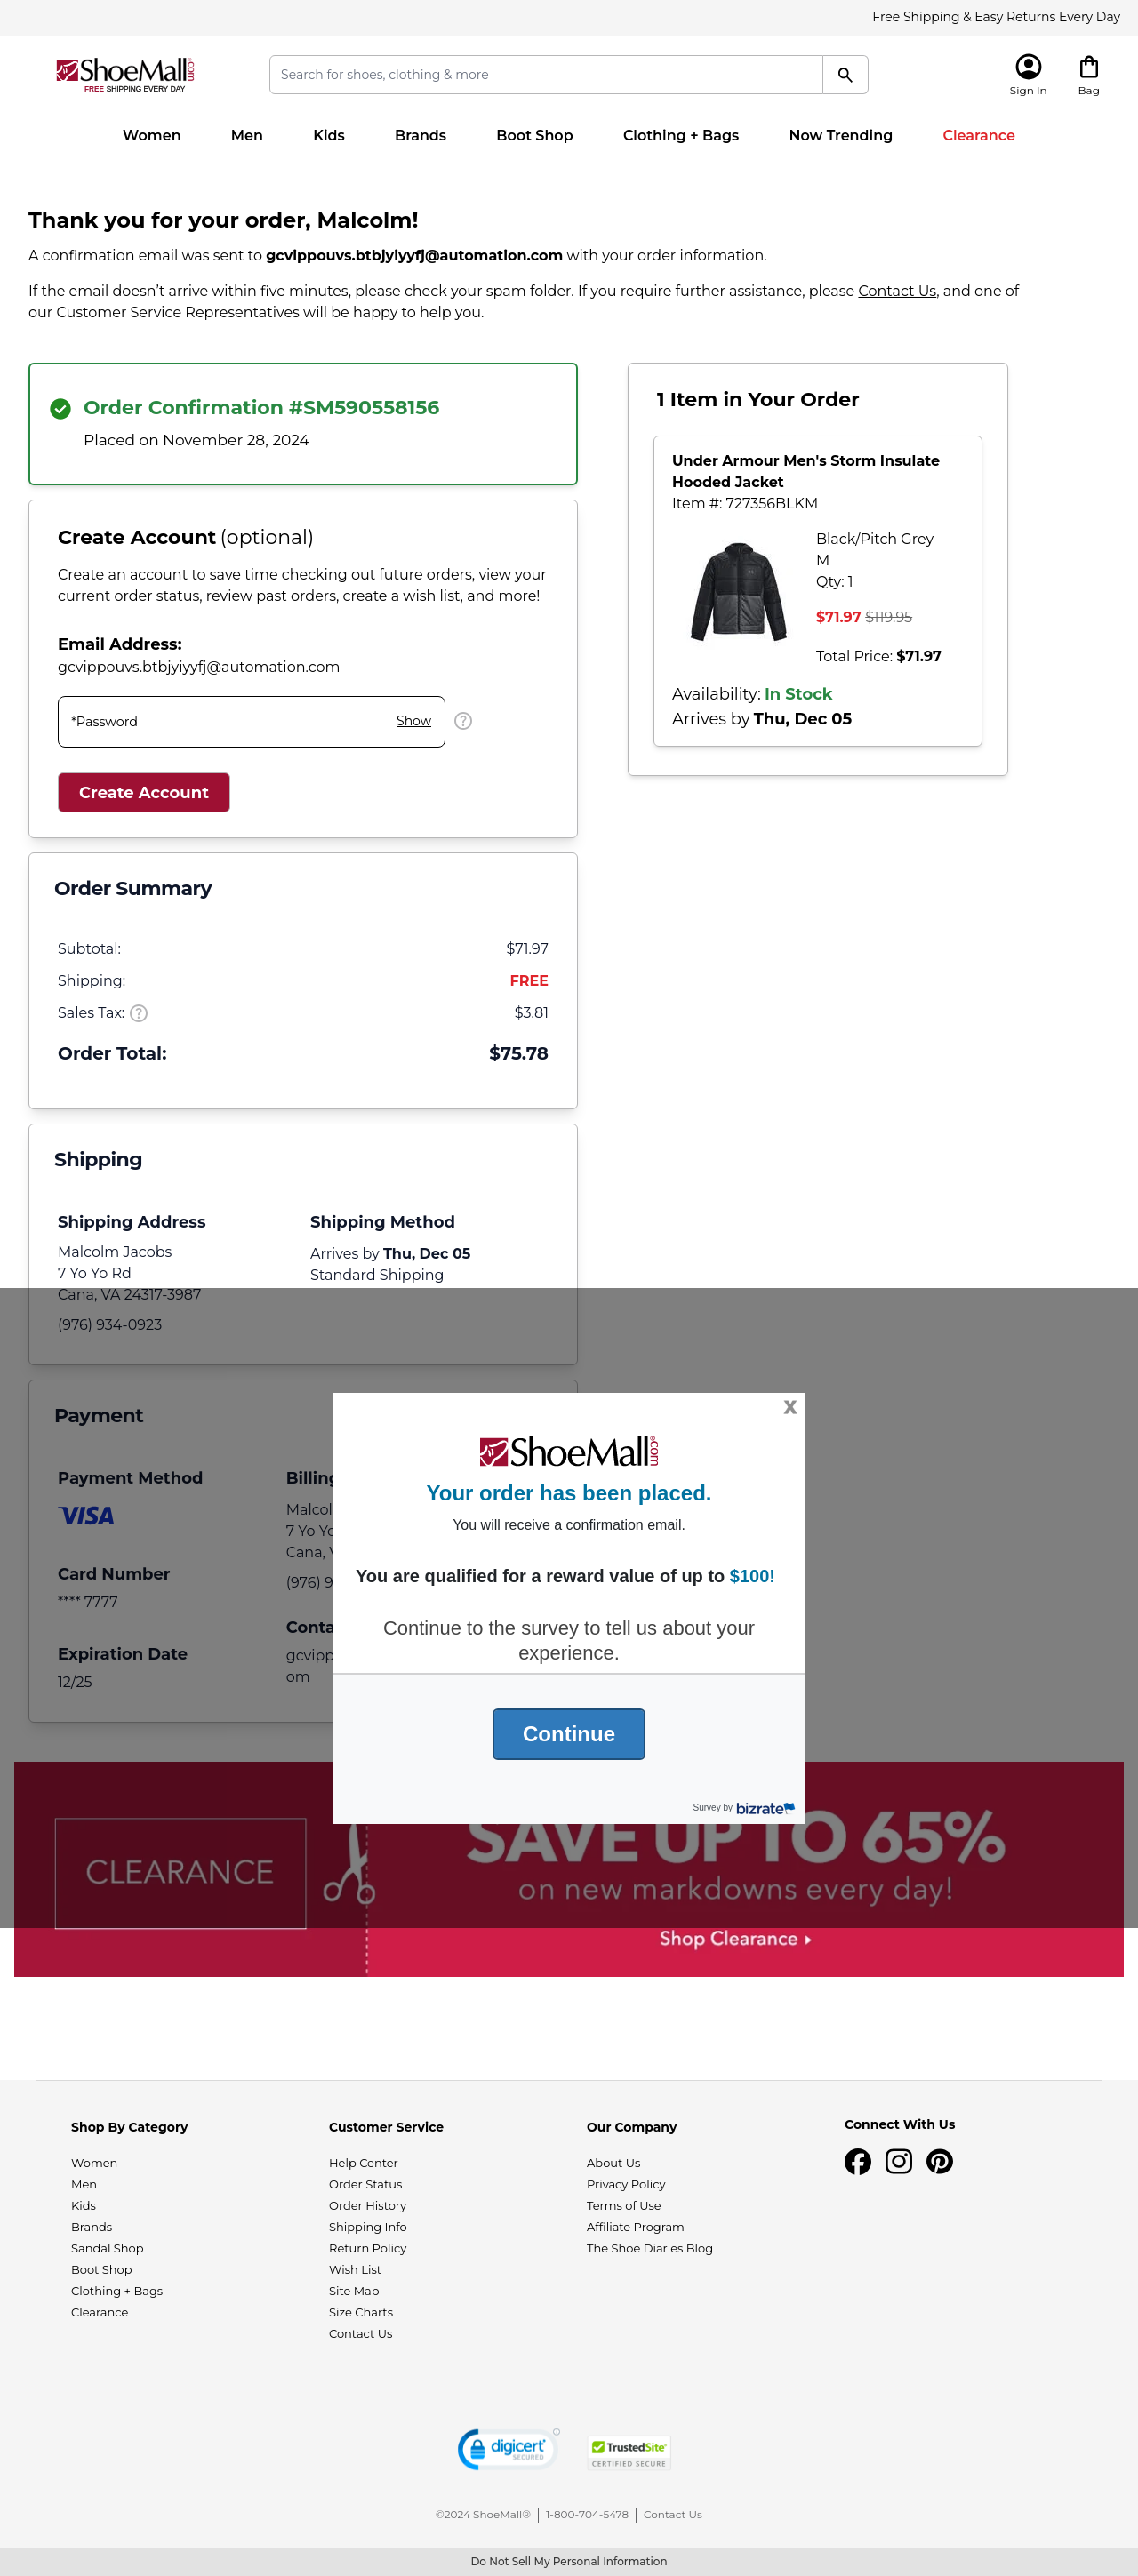 Free Shipping & Easy Returns Every Day
ShoeMall.com
FREE SHIPPING EVERY DAY
Search for shoes, clothing & more
Sign In
Bag
Women Men Kids Brands Boot Shop Clothing + Bags Now Trending Clearance
Thank you for your order, Malcolm!
A confirmation email was sent to gcvippouvs.btbjyiyyfj@automation.com with your order information.
If the email doesn’t arrive within five minutes, please check your spam folder. If you require further assistance, please Contact Us, and one of
our Customer Service Representatives will be happy to help you.
Order Confirmation #SM590558156
Placed on November 28, 2024
Create Account (optional)
Create an account to save time checking out future orders, view your
current order status, review past orders, create a wish list, and more!
Email Address:
gcvippouvs.btbjyiyyfj@automation.com
*Password Show
?
Create Account
1 Item in Your Order
Under Armour Men's Storm Insulate
Hooded Jacket
Item #: 727356BLKM
Black/Pitch Grey
M
Qty: 1
$71.97 $119.95
Total Price: $71.97
Availability: In Stock
Arrives by Thu, Dec 05
Order Summary
Subtotal: $71.97
Shipping: FREE
Sales Tax: ? $3.81
Order Total: $75.78
Shipping
Shipping Address
Malcolm Jacobs
7 Yo Yo Rd
Cana, VA 24317-3987
(976) 934-0923
Shipping Method
Arrives by Thu, Dec 05
Standard Shipping
Payment
Payment Method
VISA
Card Number
**** 7777
Expiration Date
12/25
Billing
Malcol
7 Yo Yo
Cana, V
(976) 9
Conta
gcvipp
om
X
ShoeMall.com
Your order has been placed.
You will receive a confirmation email.
You are qualified for a reward value of up to $100!
Continue to the survey to tell us about your
experience.
Continue
Survey by bizrate
CLEARANCE
SAVE UP TO 65%
on new markdowns every day!
Shop Clearance
Shop By Category
Women
Men
Kids
Brands
Sandal Shop
Boot Shop
Clothing + Bags
Clearance
Customer Service
Help Center
Order Status
Order History
Shipping Info
Return Policy
Wish List
Site Map
Size Charts
Contact Us
Our Company
About Us
Privacy Policy
Terms of Use
Affiliate Program
The Shoe Diaries Blog
Connect With Us
digicert
SECURED
TrustedSite
CERTIFIED SECURE
©2024 ShoeMall® 1-800-704-5478 Contact Us
Do Not Sell My Personal Information